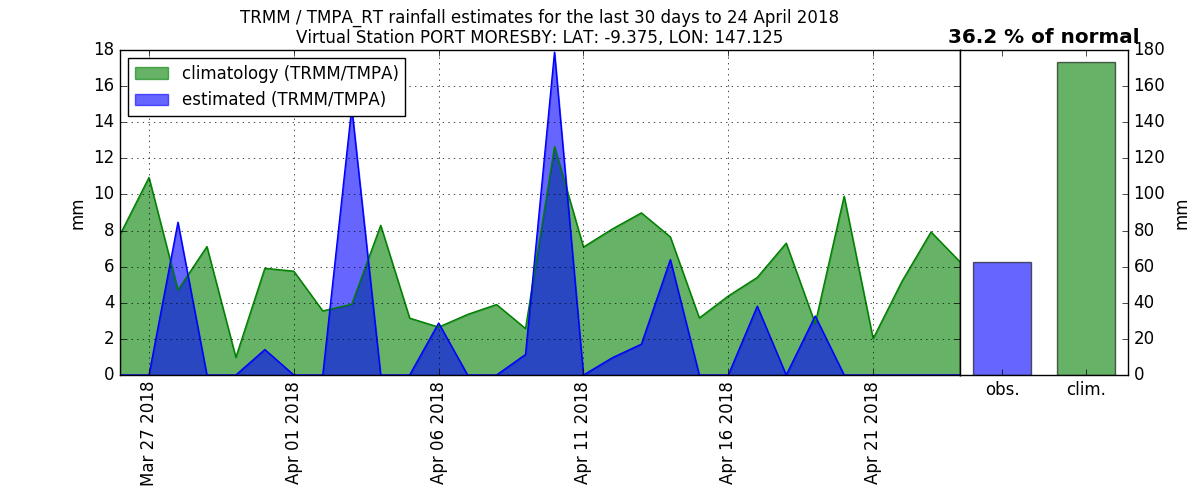 TRMM / TMPA_RT rainfall estimates for the last 30 days to 24 April 2018
Virtual Station PORT MORESBY: LAT: -9.375, LON: 147.125
36.2 % of normal
climatology (TRMM/TMPA)
estimated (TRMM/TMPA)
mm
18
16
14
12
10
8
6
4
2
0
Mar 27 2018
Apr 01 2018
Apr 06 2018
Apr 11 2018
Apr 16 2018
Apr 21 2018
obs.
clim.
180
160
140
120
100
80
60
40
20
0
mm